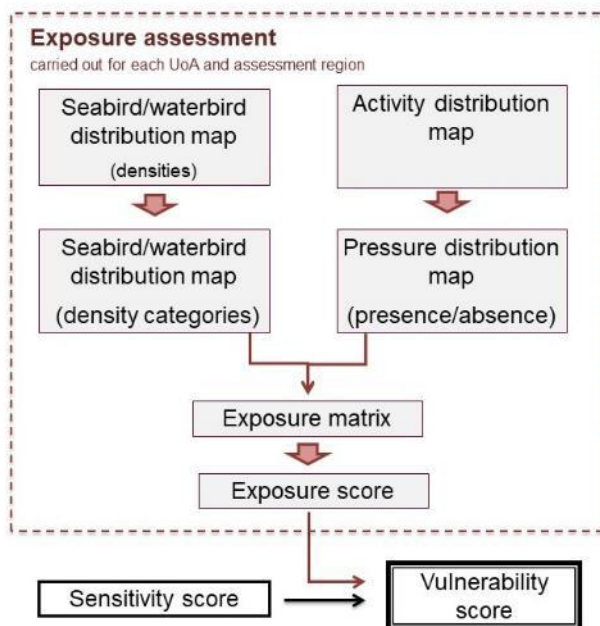 Exposure assessment
carried out for each UoA and assessment region
Seabird/waterbird
distribution map
(densities)
Activity distribution
map
Seabird/waterbird
distribution map
(density categories)
Pressure distribution
map
(presence/absence)
Exposure matrix
Exposure score
Sensitivity score
Vulnerability
score